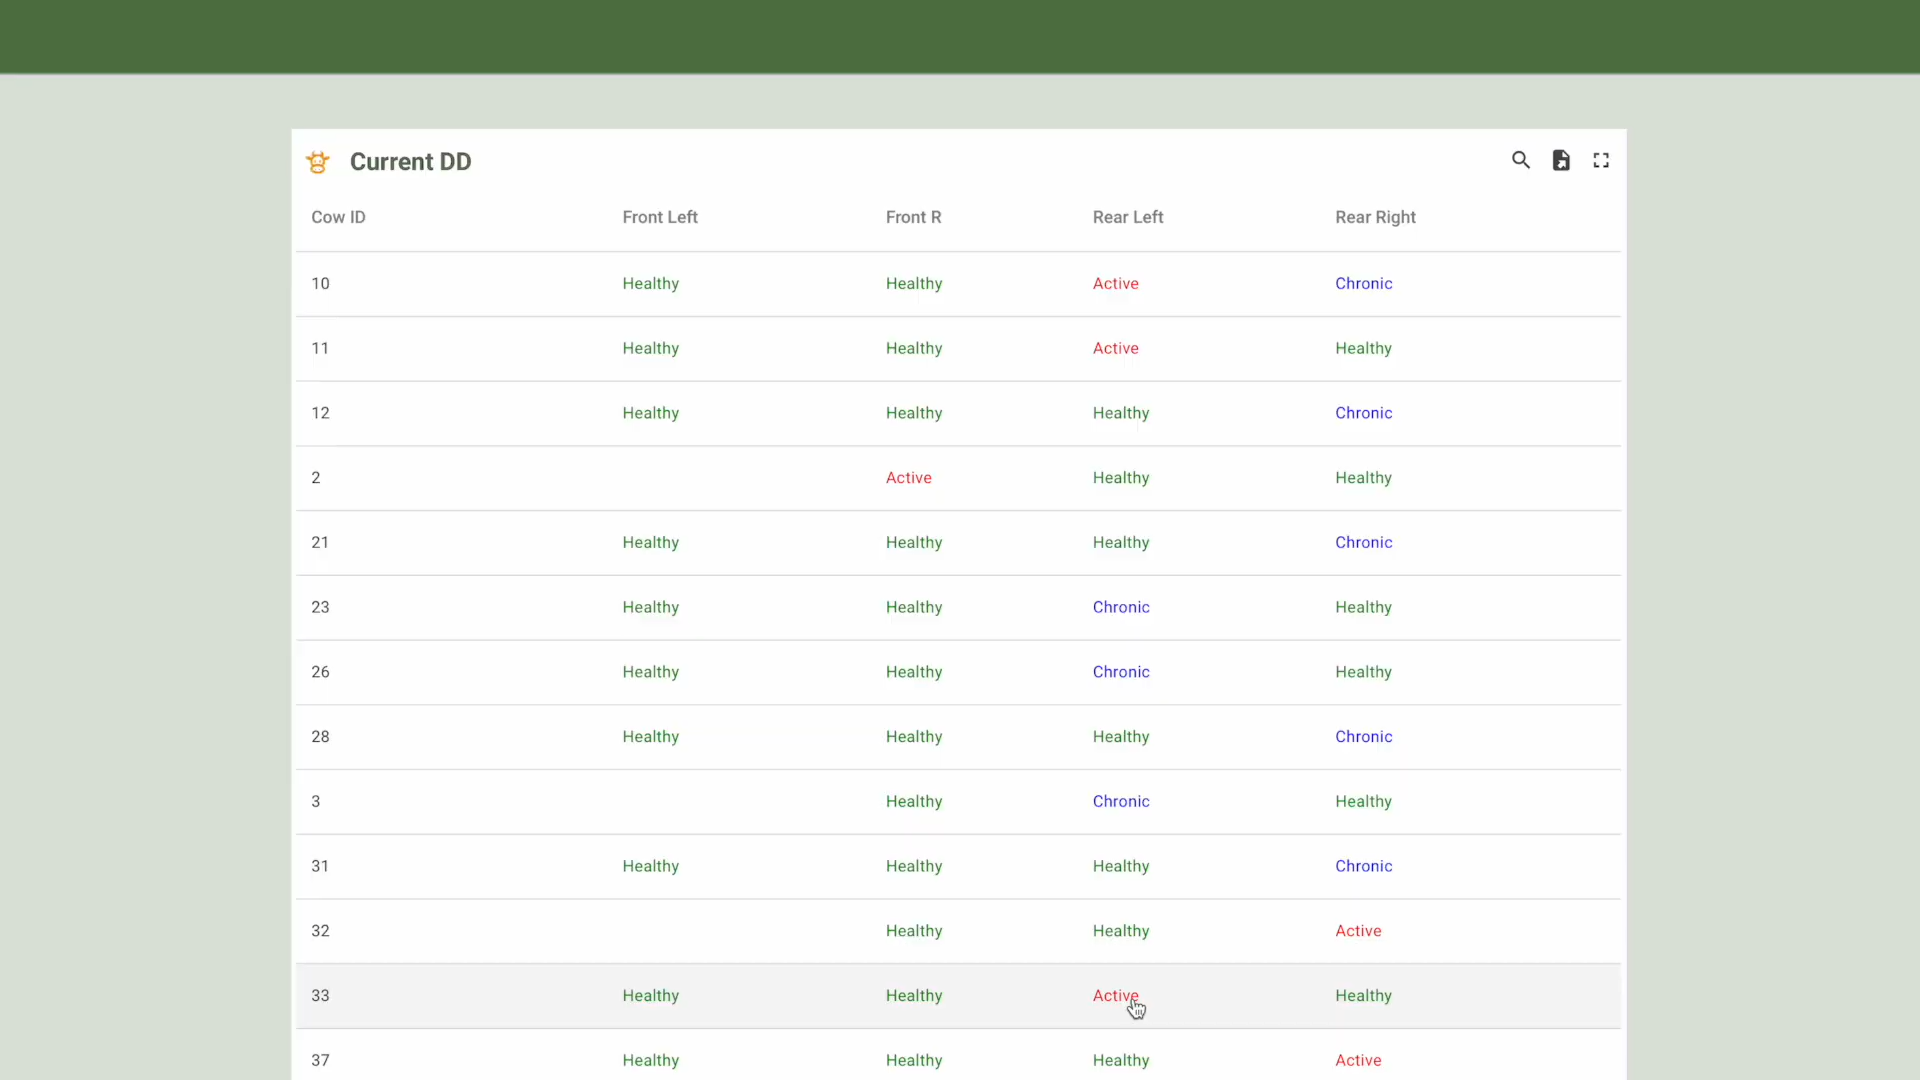 Current DD
Cow ID Front Left Front R Rear Left Rear Right
10 Healthy Healthy Active Chronic
11 Healthy Healthy Active Healthy
12 Healthy Healthy Healthy Chronic
2 Active Healthy Healthy
21 Healthy Healthy Healthy Chronic
23 Healthy Healthy Chronic Healthy
26 Healthy Healthy Chronic Healthy
28 Healthy Healthy Healthy Chronic
3 Healthy Chronic Healthy
31 Healthy Healthy Healthy Chronic
32 Healthy Healthy Active
33 Healthy Healthy Active Healthy
37 Healthy Healthy Healthy Active